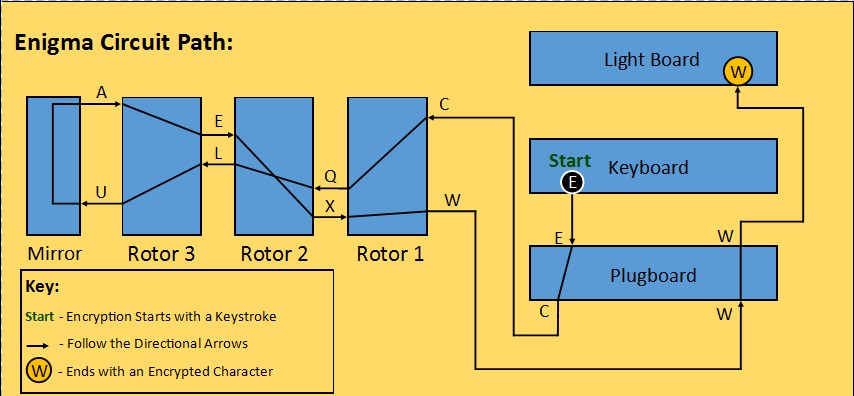 Enigma Circuit Path:
Light Board
W
A
C
E
Start
Keyboard
E
L
Q
U
X
W
E
W
Mirror
Rotor 3
Rotor 2
Rotor 1
Plugboard
Key:
C
W
Start - Encryption Starts with a Keystroke
- Follow the Directional Arrows
W - Ends with an Encrypted Character